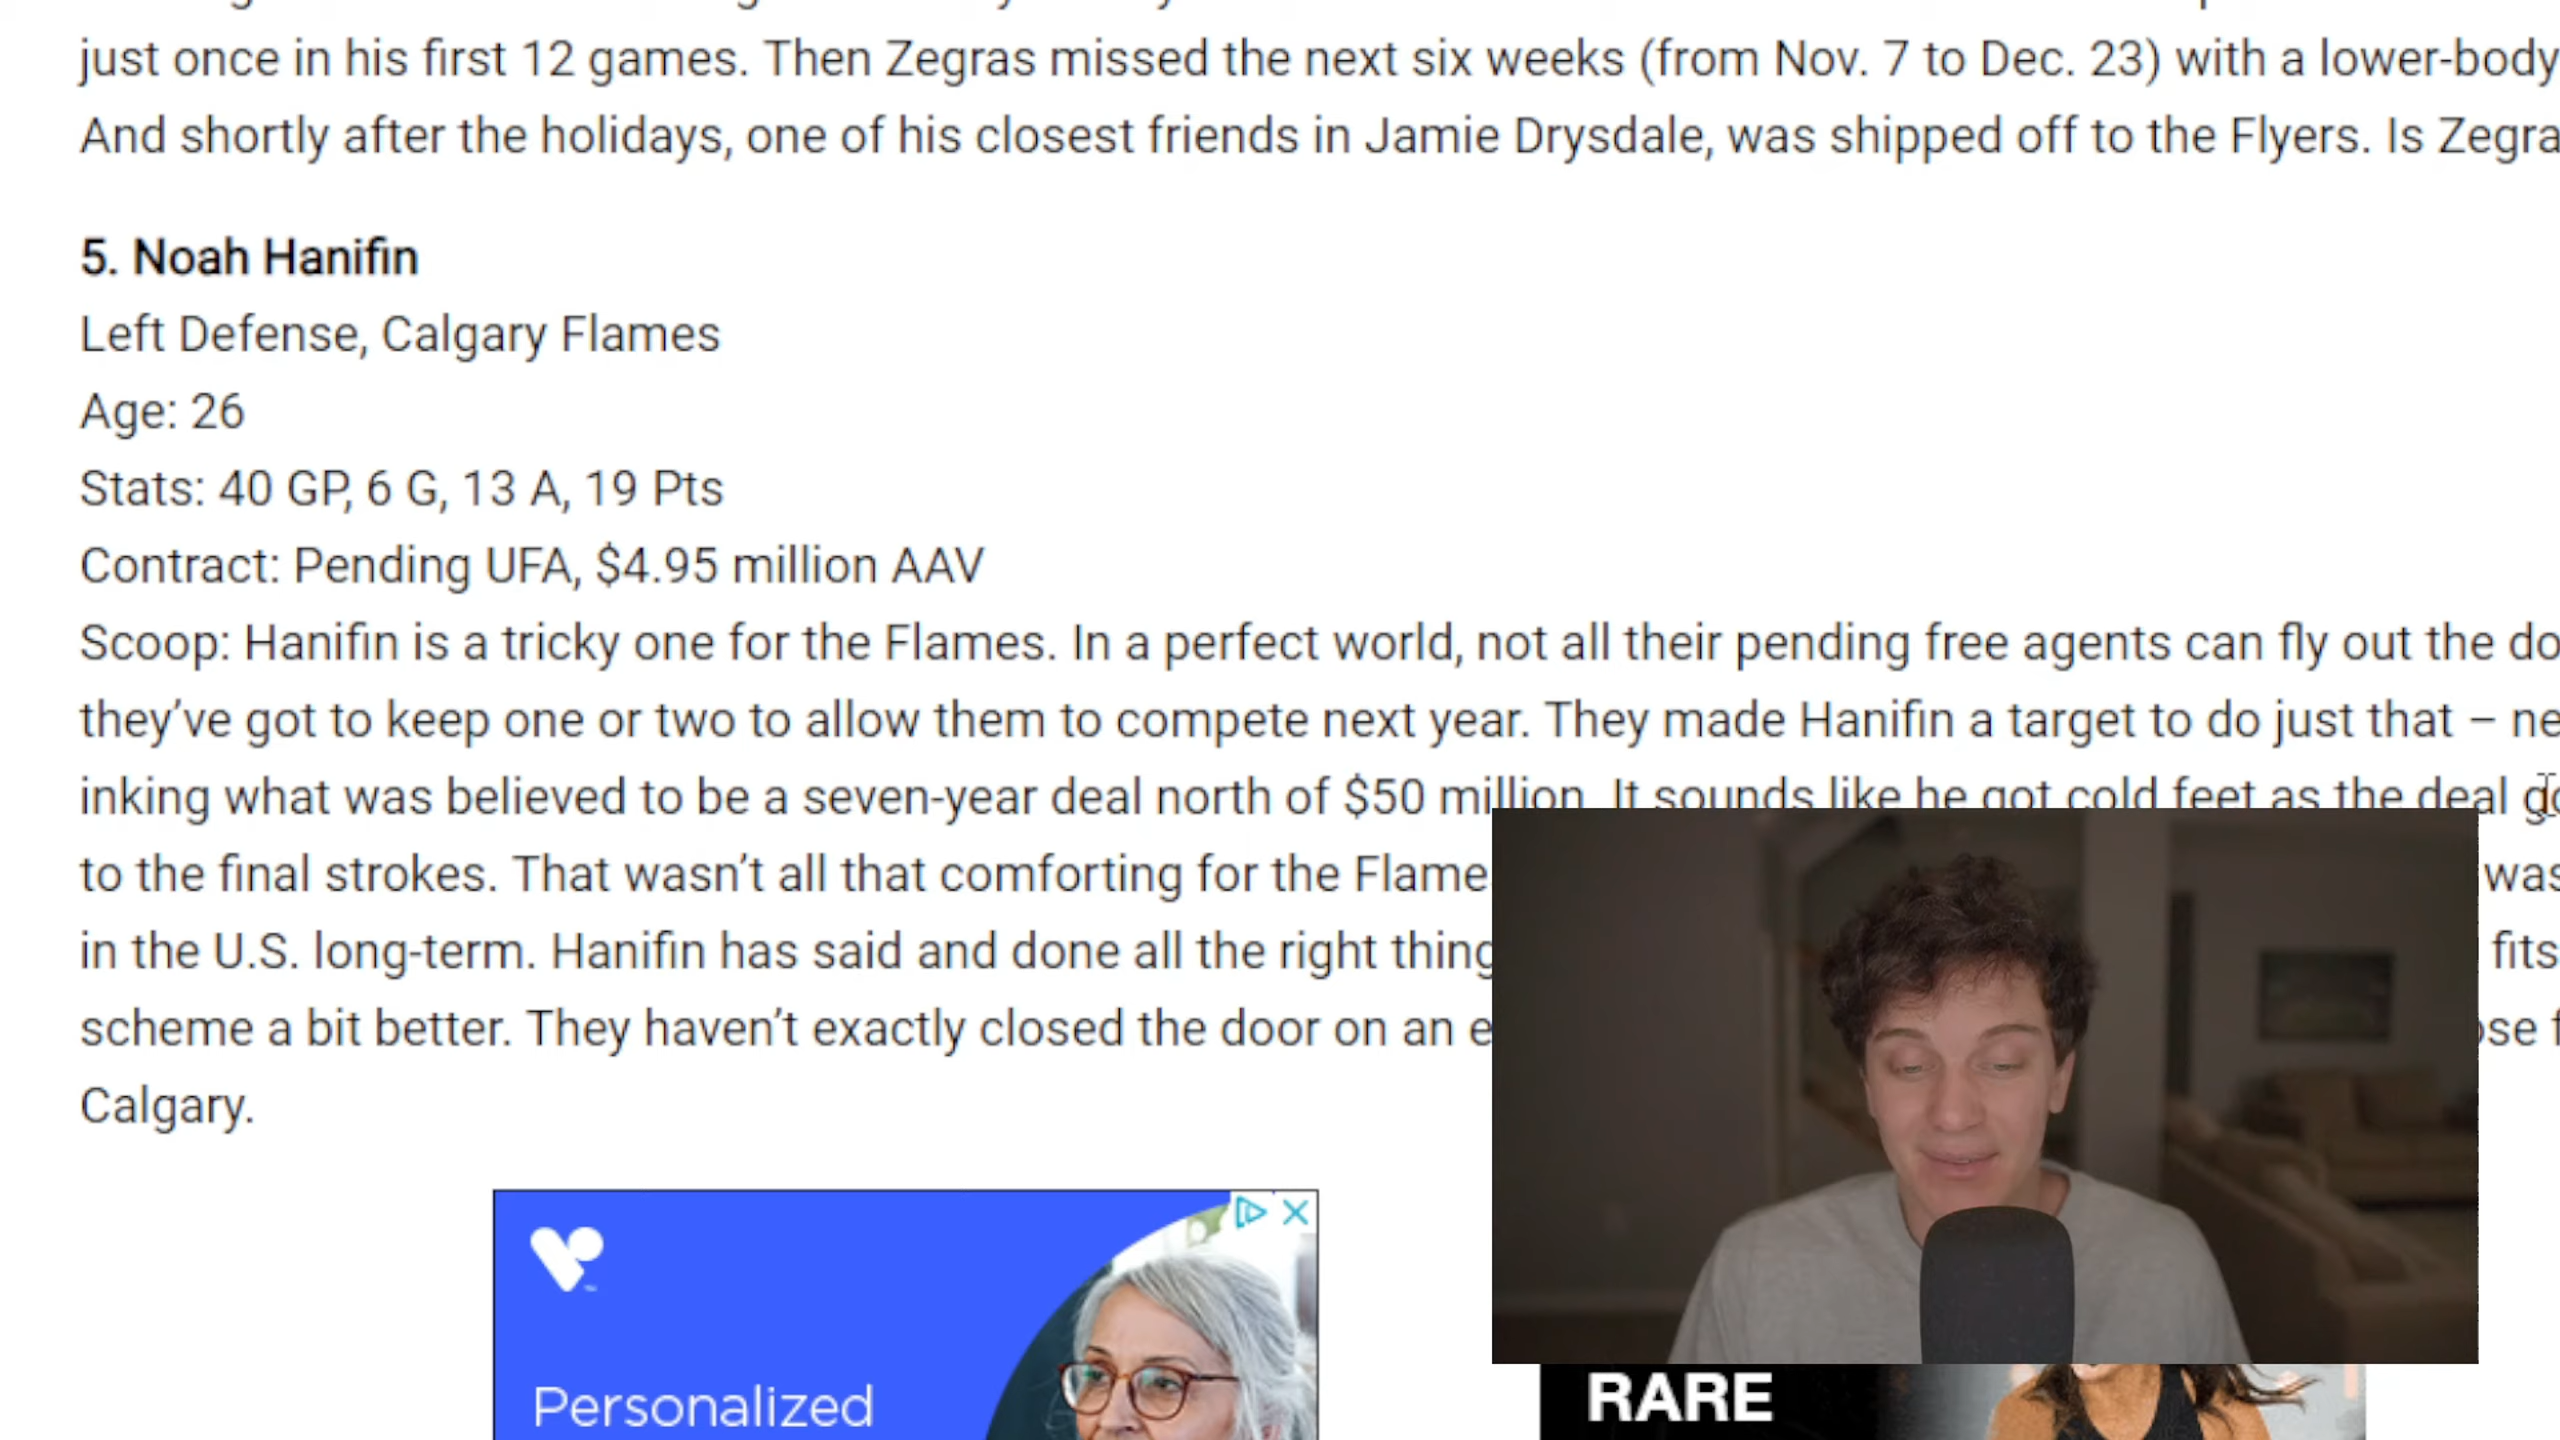 just once in his first 12 games. Then Zegras missed the next six weeks (from Nov. 7 to Dec. 23) with a lower-body
And shortly after the holidays, one of his closest friends in Jamie Drysdale, was shipped off to the Flyers. Is Zegra
5. Noah Hanifin
Left Defense, Calgary Flames
Age: 26
Stats: 40 GP, 6 G, 13 A, 19 Pts
Contract: Pending UFA, $4.95 million AAV
Scoop: Hanifin is a tricky one for the Flames. In a perfect world, not all their pending free agents can fly out the do
they’ve got to keep one or two to allow them to compete next year. They made Hanifin a target to do just that – ne
inking what was believed to be a seven-year deal north of $50 million. It sounds like he got cold feet as the deal
to the final strokes. That wasn’t all that comforting for the Flame was
in the U.S. long-term. Hanifin has said and done all the right thing fits
scheme a bit better. They haven’t exactly closed the door on an e ose f
Calgary.
Personalized
RARE